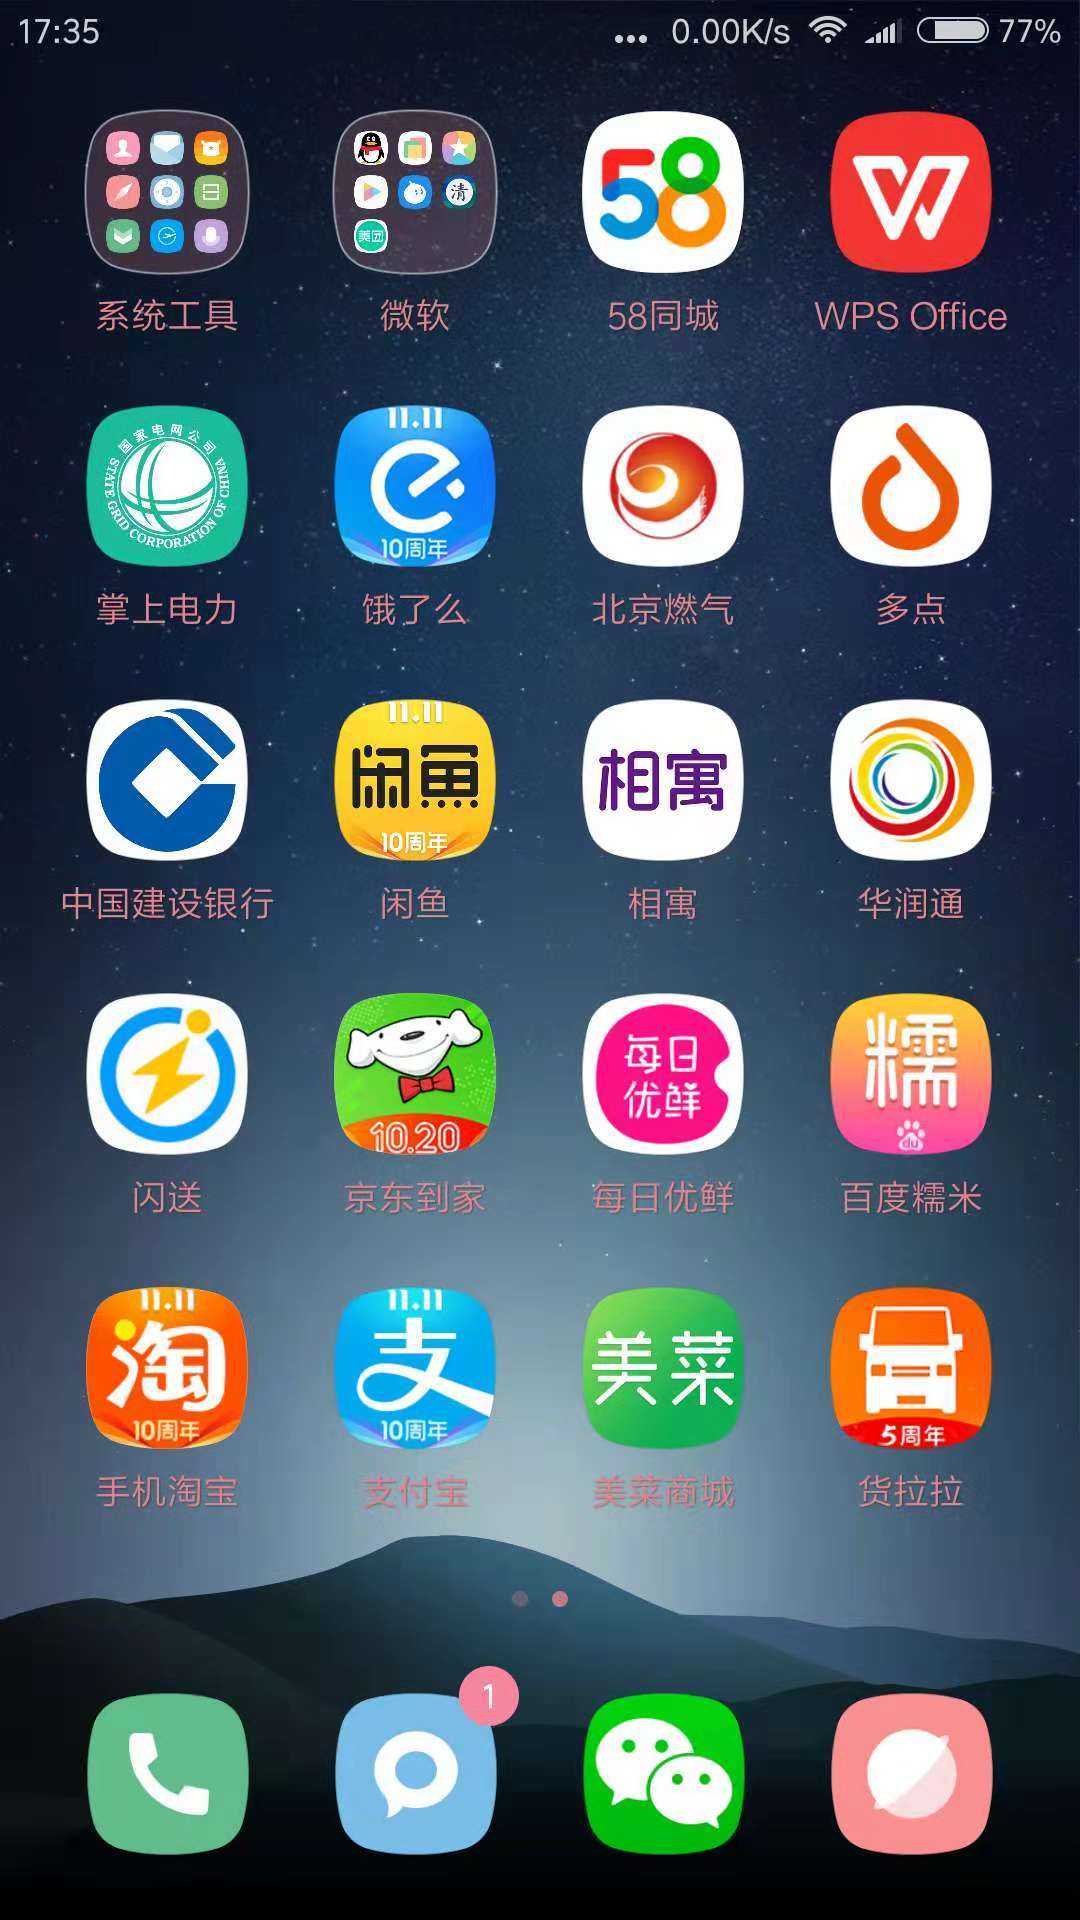 17:35 ... 0.00K/s 77%
清
美团
58
系统工具 微软 58同城 WPS Office
国家电网公司
STATE GRID CORPORATION OF CHINA
11.11
10周年
掌上电力 饿了么 北京燃气 多点
11.11
闲鱼
10周年
相寓
中国建设银行 闲鱼 相寓 华润通
10.20
每日
优鲜
糯
du
闪送 京东到家 每日优鲜 百度糯米
11.11
淘
10周年
11.11
支
10周年
美菜
5周年
手机淘宝 支付宝 美菜商城 货拉拉
1